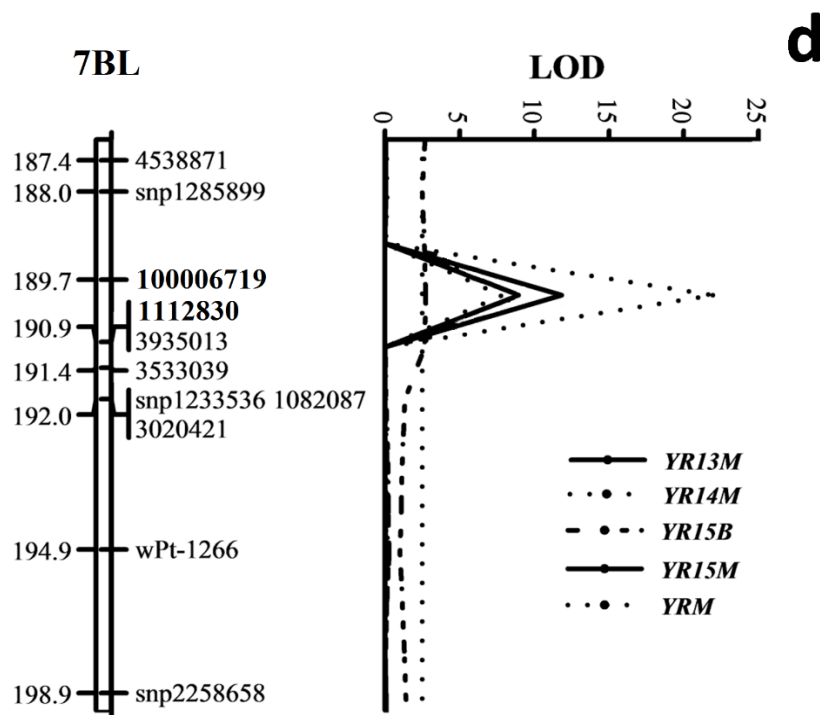 d
7BL
LOD
0 5 10 15 20 25
187.4 4538871
188.0 snp1285899
189.7 100006719
1112830
190.9
3935013
191.4 3533039
snp1233536 1082087
192.0
3020421
194.9 wPt-1266
198.9 snp2258658
YR13M
YR14M
YR15B
YR15M
YRM